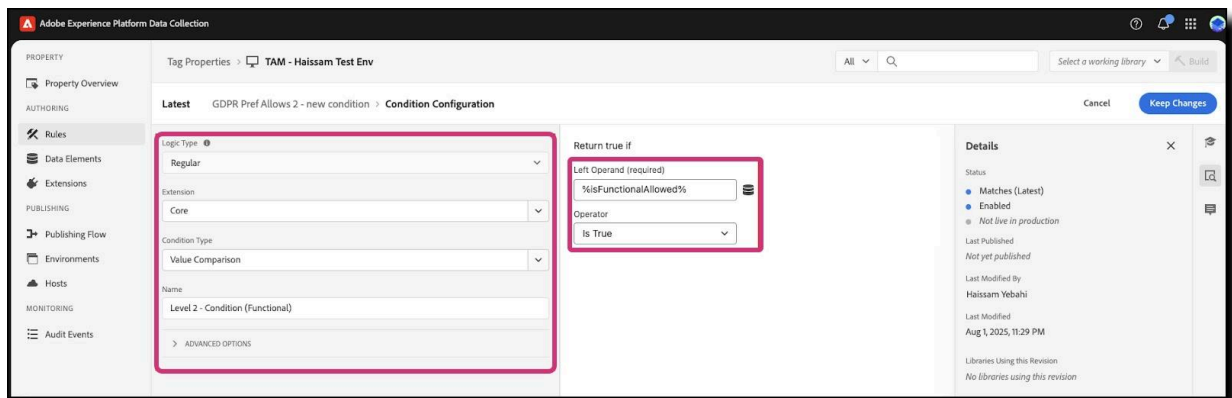 Adobe Experience Platform Data Collection
PROPERTY
Property Overview
AUTHORING
Rules
Data Elements
Extensions
PUBLISHING
Publishing Flow
Environments
Hosts
MONITORING
Audit Events
Tag Properties > TAM - Haissam Test Env
All
Select a working library
Build
Latest GDPR Pref Allows 2 - new condition > Condition Configuration
Cancel
Keep Changes
Logic Type
Regular
Extension
Core
Condition Type
Value Comparison
Name
Level 2 - Condition (Functional)
> ADVANCED OPTIONS
Return true if
Left Operand (required)
%isFunctionalAllowed%
Operator
Is True
Details
Status
Matches (Latest)
Enabled
Not live in production
Last Published
Not yet published
Last Modified By
Haissam Yebahi
Last Modified
Aug 1, 2025, 11:29 PM
Libraries Using this Revision
No libraries using this revision